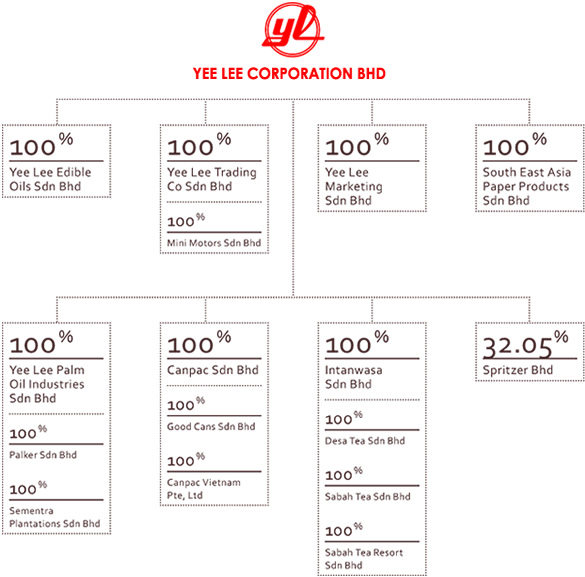 yl
YEE LEE CORPORATION BHD
100%
Yee Lee Edible
Oils Sdn Bhd
100%
Yee Lee Trading
Co Sdn Bhd
100%
Mini Motors Sdn Bhd
100%
Yee Lee
Marketing
Sdn Bhd
100%
South East Asia
Paper Products
Sdn Bhd
100%
Yee Lee Palm
Oil Industries
Sdn Bhd
100%
Palker Sdn Bhd
100%
Sementra
Plantations Sdn Bhd
100%
Canpac Sdn Bhd
100%
Good Cans Sdn Bhd
100%
Canpac Vietnam
Pte, Ltd
100%
Intanwasa
Sdn Bhd
100%
Desa Tea Sdn Bhd
100%
Sabah Tea Sdn Bhd
100%
Sabah Tea Resort
Sdn Bhd
32.05%
Spritzer Bhd